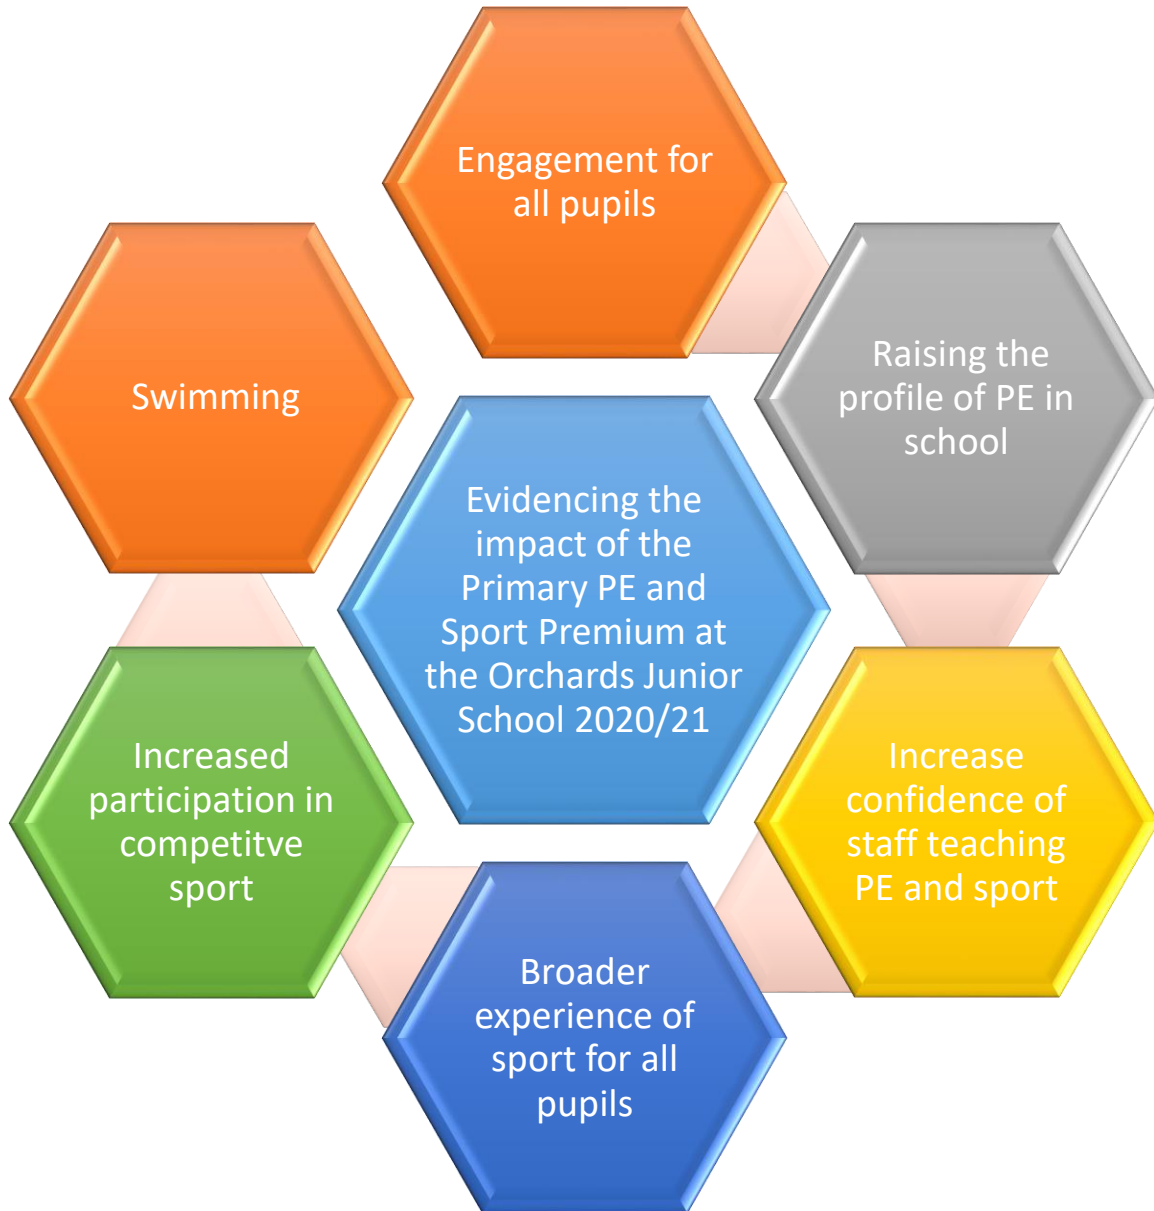 Engagement for
all pupils
Raising the
profile of PE in
school
Increase
confidence of
staff teaching
PE and sport
Broader
experience of
sport for all
pupils
Increased
participation in
competitve
sport
Swimming
Evidencing the
impact of the
Primary PE and
Sport Premium at
the Orchards Junior
School 2020/21